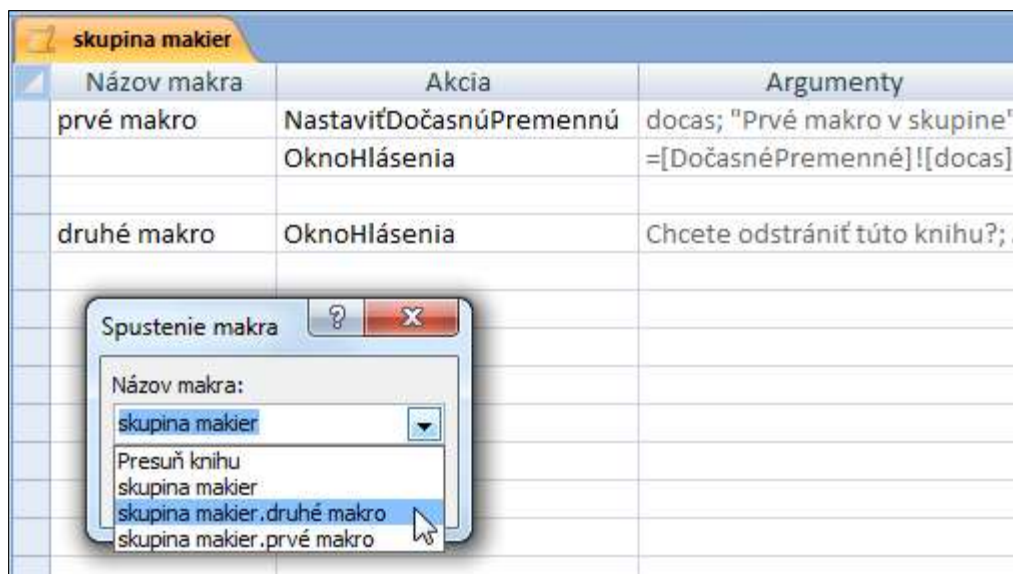 skupina makier
Názov makra Akcia Argumenty
prvé makro NastaviťDočasnúPremennú docas; "Prvé makro v skupine"
OknoHlásenia =[DočasnéPremenné]![docas]
druhé makro OknoHlásenia Chcete odstrániť túto knihu?;
Spustenie makra
Názov makra:
skupina makier
Presuň knihu
skupina makier
skupina makier.druhé makro
skupina makier.prvé makro